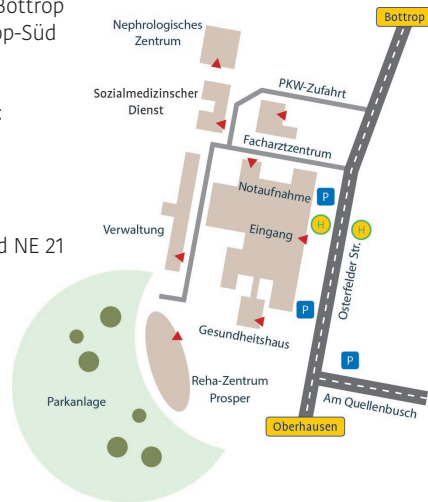 Bottrop
op-Süd
:
d NE 21
Bottrop
Nephrologisches
Zentrum
PKW-Zufahrt
Sozialmedizinscher
Dienst
Facharztzentrum
Notaufnahme
P
Verwaltung
Eingang
H
H
Osterfelder Str.
P
Gesundheitshaus
P
Reha-Zentrum
Prosper
Parkanlage
Am Quellenbusch
Oberhausen